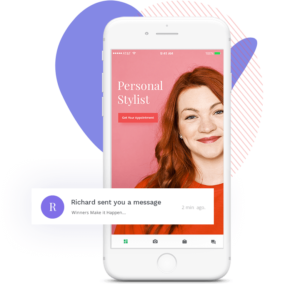 Personal
Stylist
Richard sent you a message
2 min ago
Winners Make it Happen...
R